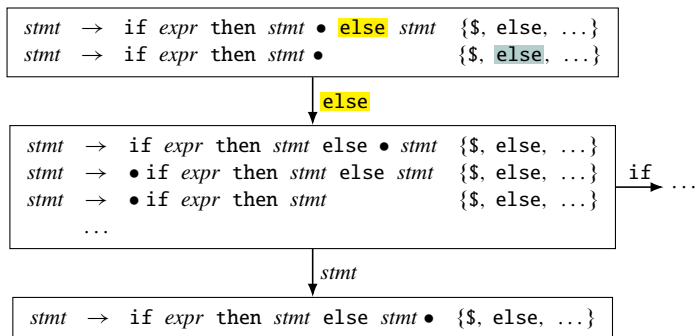 stmt → if expr then stmt • else stmt {$, else, ...}
stmt → if expr then stmt • {$, else, ...}
else
stmt → if expr then stmt else • stmt {$, else, ...}
stmt → • if expr then stmt else stmt {$, else, ...}
stmt → • if expr then stmt {$, else, ...}
...
if
...
stmt
stmt → if expr then stmt else stmt • {$, else, ...}